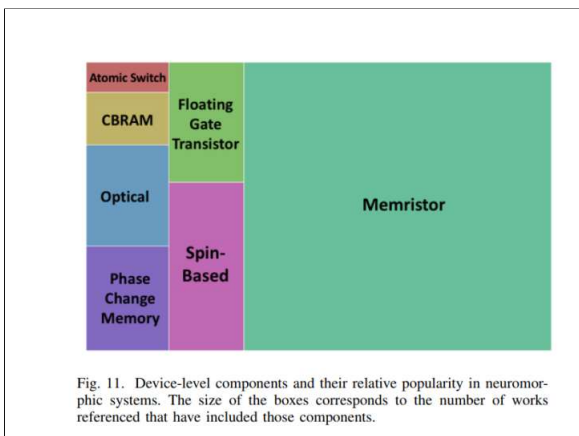 Atomic Switch
CBRAM
Optical
Phase
Change
Memory
Floating
Gate
Transistor
Spin-
Based
Memristor
Fig. 11. Device-level components and their relative popularity in neuromor-
phic systems. The size of the boxes corresponds to the number of works
referenced that have included those components.